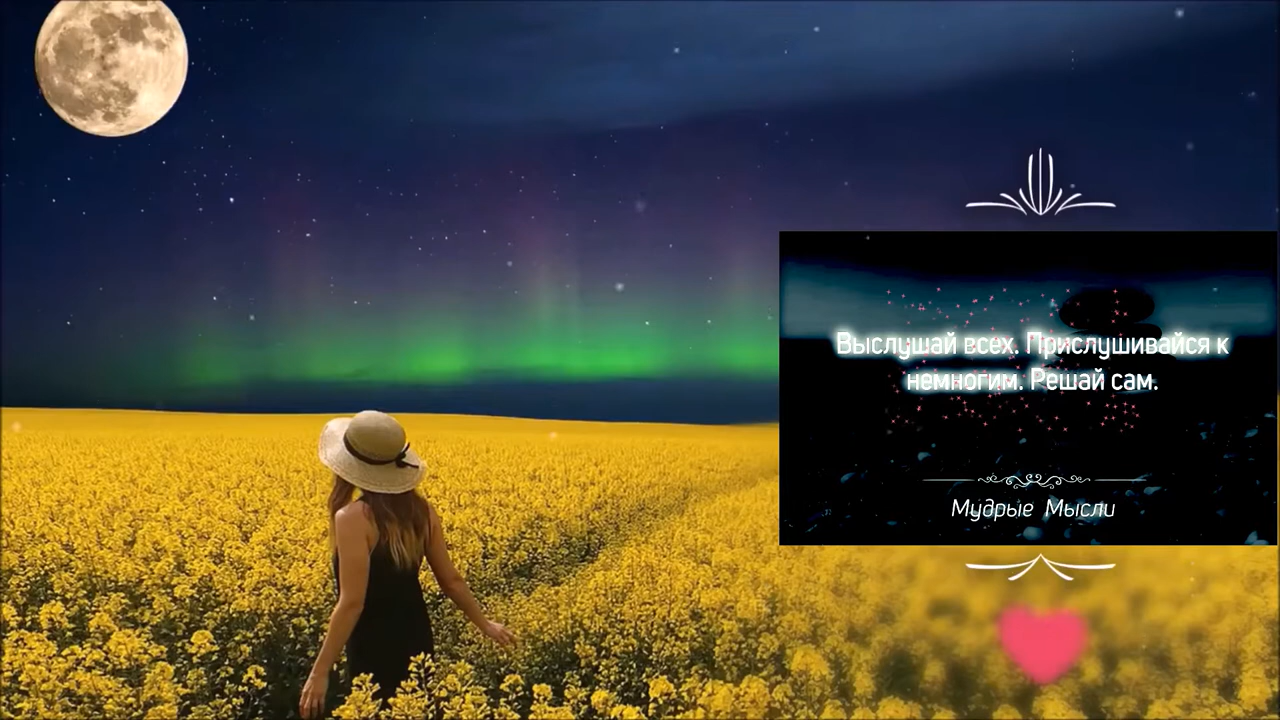 Выслушай всех. Прислушивайся к
немногим. Решай сам.
Мудрые Мысли